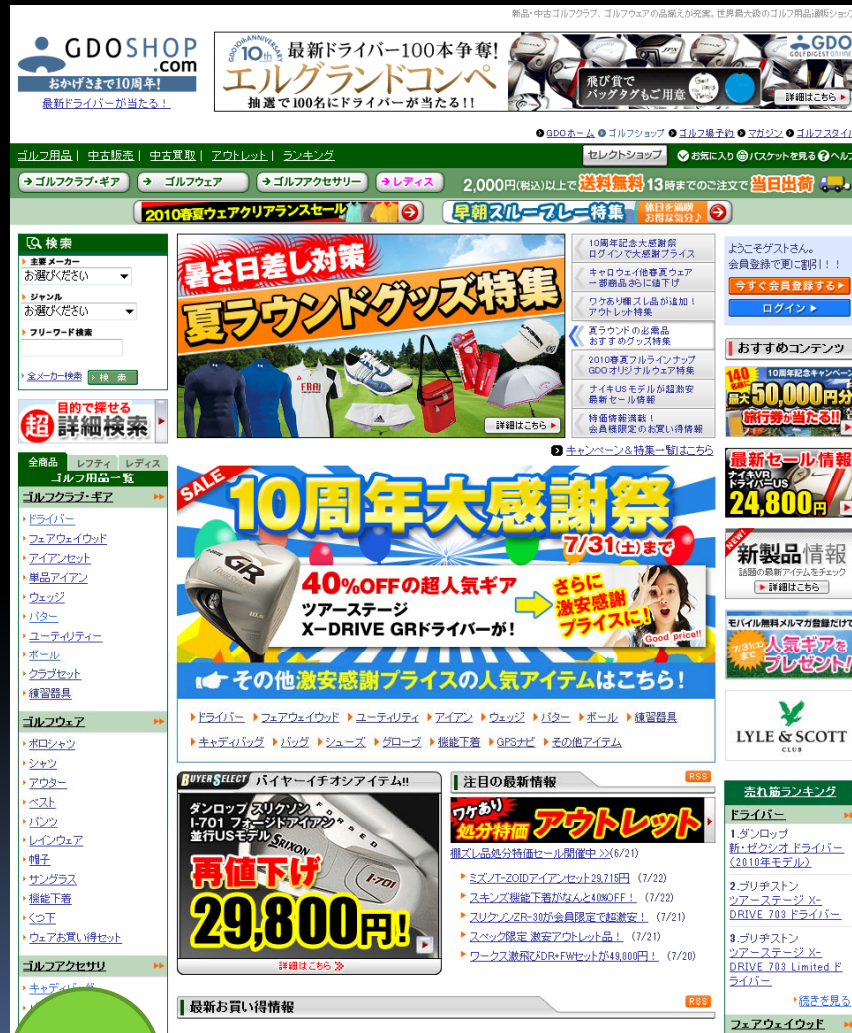 新品・中古ゴルフクラブ、ゴルフウェアの品揃えが充実。世界最大級のゴルフ用品通販ショップ
GDOSHOP
.com
おかげさまで10周年!
最新ドライバーが当たる!
10th ANNIVERSARY
最新ドライバー100本争奪!
エルグランドコンペ
抽選で100名にドライバーが当たる!!
飛び賞で
バッグタグもご用意
GDO
GOLF DIGEST ONLINE
詳細はこちら
GDOホーム ゴルフショップ ゴルフ場予約 マガジン ゴルフスタイル
ゴルフ用品 | 中古販売 | 中古買取 | アウトレット | ランキング
セレクトショップ お気に入り バスケットを見る ヘルプ
ゴルフクラブ・ギア ゴルフウェア ゴルフアクセサリー レディス
2,000円(税込)以上で送料無料 13時までのご注文で当日出荷
2010春夏ウェアクリアランスセール
早朝スループレー特集 休日を満喫 お得な気分♪
検索
主要メーカー
お選びください
ジャンル
お選びください
フリーワード検索
全メーカー検索 検 索
目的で探せる
超詳細検索
暑さ日差し対策
夏ラウンドグッズ特集
詳細はこちら
10周年記念大感謝祭
ログインで大感謝プライス
キャロウェイ他春夏ウェア
一部商品さらに値下げ
ワケあり棚ズレ品が追加!
アウトレット特集
夏ラウンドの必需品
おすすめグッズ特集
2010春夏フルラインナップ
GDOオリジナルウェア特集
ナイキUSモデルが超激安
最新セール情報
特価情報満載!
会員様限定のお買い得情報
キャンペーン&特集一覧はこちら
ようこそゲストさん。
会員登録で更に割引!!
今すぐ会員登録する
ログイン
おすすめコンテンツ
140名様に 10周年記念キャンペーン
最大50,000円分
旅行券が当たる!!
最新セール情報
ナイキVR
ドライバーUS
24,800円
NEW
新製品情報
話題の最新アイテムをチェック
詳細はこちら
モバイル無料メルマガ登録だけで
7/31(土)まで
人気ギアを
プレゼント!
LYLE & SCOTT
CLUB
全商品 レフティ レディス
ゴルフ用品一覧
ゴルフクラブ・ギア
ドライバー
フェアウェイウッド
アイアンセット
単品アイアン
ウェッジ
パター
ユーティリティー
ボール
クラブセット
練習器具
ゴルフウェア
ポロシャツ
シャツ
アウター
ベスト
パンツ
レインウェア
帽子
サングラス
機能下着
くつ下
ウェアお買い得セット
ゴルフアクセサリ
SALE
10周年大感謝祭
7/31(土)まで
GR
40%OFFの超人気ギア
ツアーステージ
X-DRIVE GRドライバーが!
さらに
激安感謝
プライスに!
Good price!!
その他激安感謝プライスの人気アイテムはこちら!
ドライバー フェアウェイウッド ユーティリティ アイアン ウェッジ パター ボール 練習器具
キャディバッグ バッグ シューズ グローブ 機能下着 GPSナビ その他アイテム
BUYER SELECT バイヤーイチオシアイテム!!
ダンロップ スリクソン
I-701 フォージドアイアン
並行USモデル
FORGED
SRIXON
I-701
再値下げ
29,800円!
詳細はこちら
注目の最新情報 RSS
ワケあり
処分特価 アウトレット
棚ズレ品処分特価セール開催中 >>(6/21)
ミズノT-ZOIDアイアンセット29,715円 (7/22)
スキンズ機能下着がなんと40%OFF! (7/22)
スリクソンZR-30が会員限定で超激安! (7/21)
スペック限定 激安アウトレット品! (7/21)
ワークス激飛びDR+FWセットが49,800円! (7/20)
最新お買い得情報 RSS
売れ筋ランキング
ドライバー
1.ダンロップ
新・ゼクシオ ドライバー
(2010年モデル)
2.ブリヂストン
ツアーステージ X-
DRIVE 703 ドライバー
3.ブリヂストン
ツアーステージ X-
DRIVE 703 Limited ド
ライバー
続きを見る
フェアウェイウッド